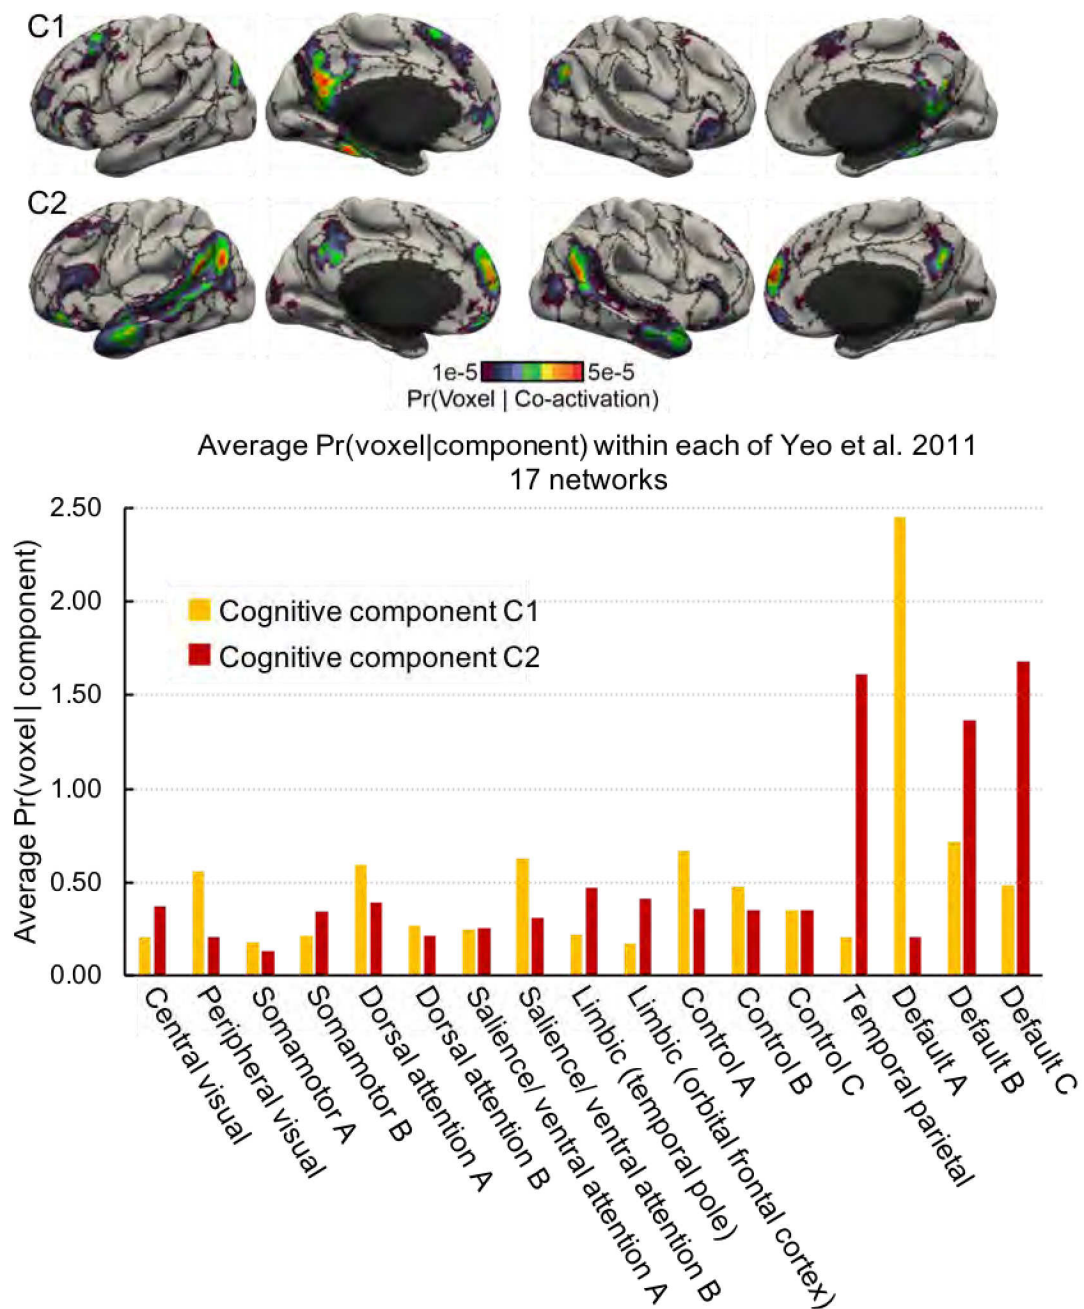 C1
C2
1e-5 5e-5
Pr(Voxel | Co-activation)
Average Pr(voxel|component) within each of Yeo et al. 2011
17 networks
Average Pr(voxel | component)
2.50
2.00
1.50
1.00
0.50
0.00
Cognitive component C1
Cognitive component C2
Central visual
Peripheral visual
Somamotor A
Somamotor B
Dorsal attention A
Dorsal attention B
Salience/ ventral attention A
Salience/ ventral attention B
Limbic (temporal pole)
Limbic (orbital frontal cortex)
Control A
Control B
Control C
Temporal parietal
Default A
Default B
Default C